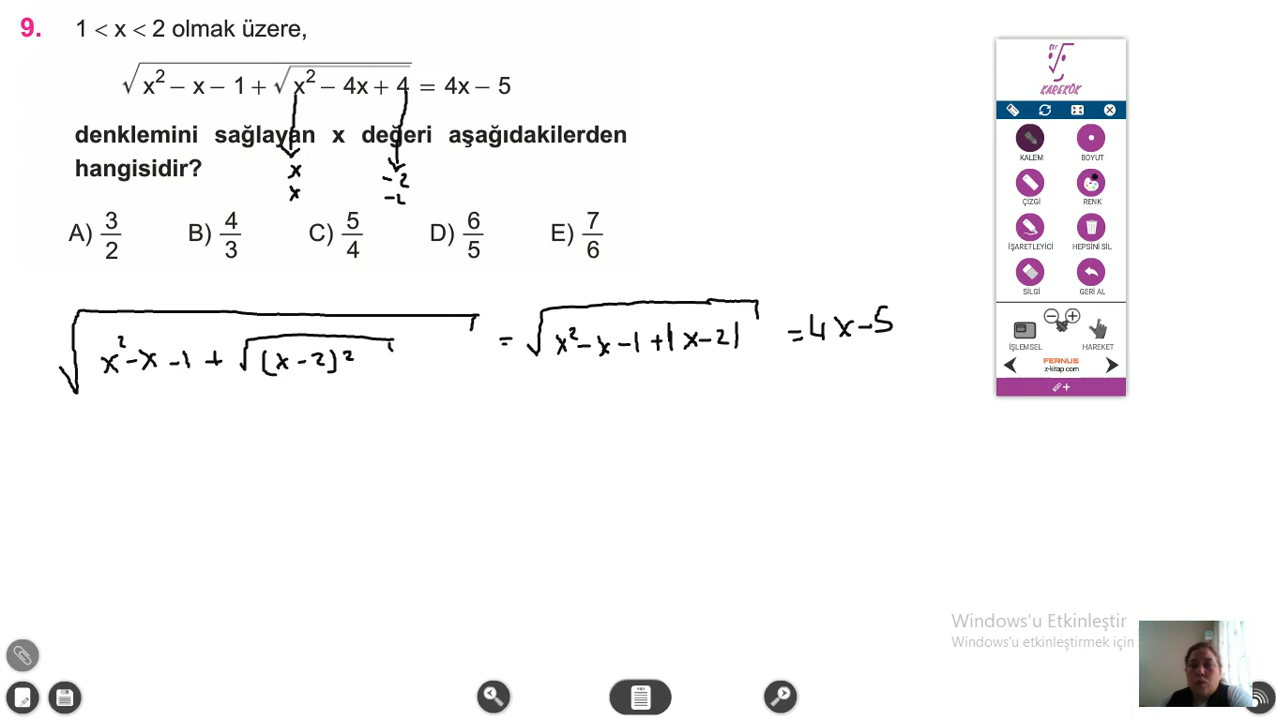 9. 1 < x < 2 olmak üzere,
√(x² – x – 1 + √(x² – 4x + 4)) = 4x – 5
denklemini sağlayan x değeri aşağıdakilerden
hangisidir?
x -2
x -2
A) 3/2 B) 4/3 C) 5/4 D) 6/5 E) 7/6
√(x²-x-1+√((x-2)²)) = √(x²-x-1+|x-2|) = 4x-5
KAREKÖK
KALEM BOYUT
ÇİZGİ RENK
İŞARETLEYİCİ HEPSİNİ SİL
SİLGİ GERİ AL
İŞLEMSEL HAREKET
FERNUS
z-kitap.com
Windows'u Etkinleştir
Windows'u etkinleştirmek için